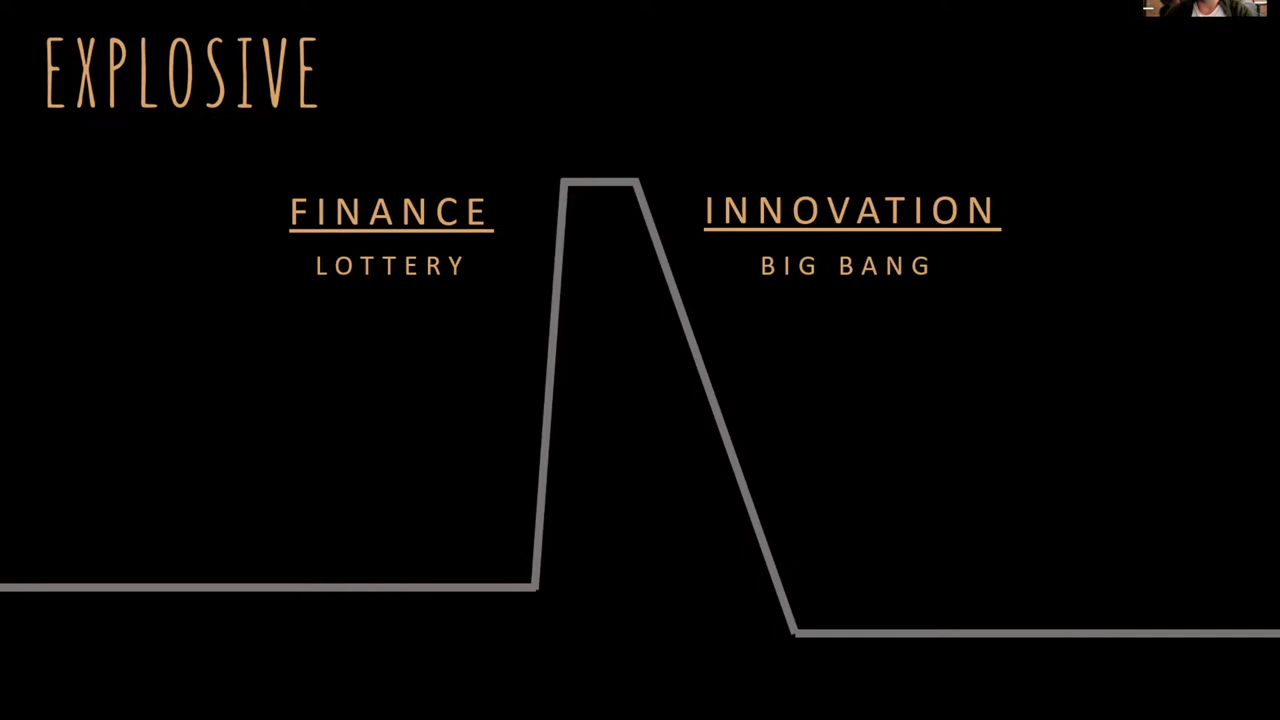 EXPLOSIVE
FINANCE
LOTTERY
INNOVATION
BIG BANG